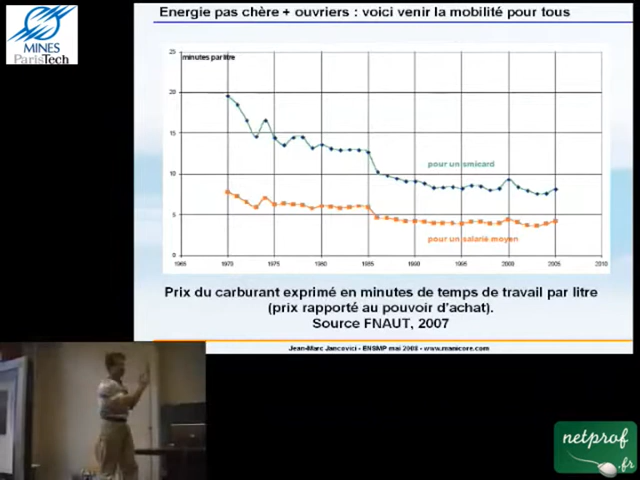 Energie pas chère + ouvriers : voici venir la mobilité pour tous
MINES
ParisTech
minutes par litre
25
20
15
10
5
0
pour un smicard
pour un salarié moyen
1965 1970 1975 1980 1985 1990 1995 2000 2005 2010
Prix du carburant exprimé en minutes de temps de travail par litre
(prix rapporté au pouvoir d'achat).
Source FNAUT, 2007
Jean-Marc Jancovici - ENSMP mai 2008 - www.manicore.com
netprof
.fr